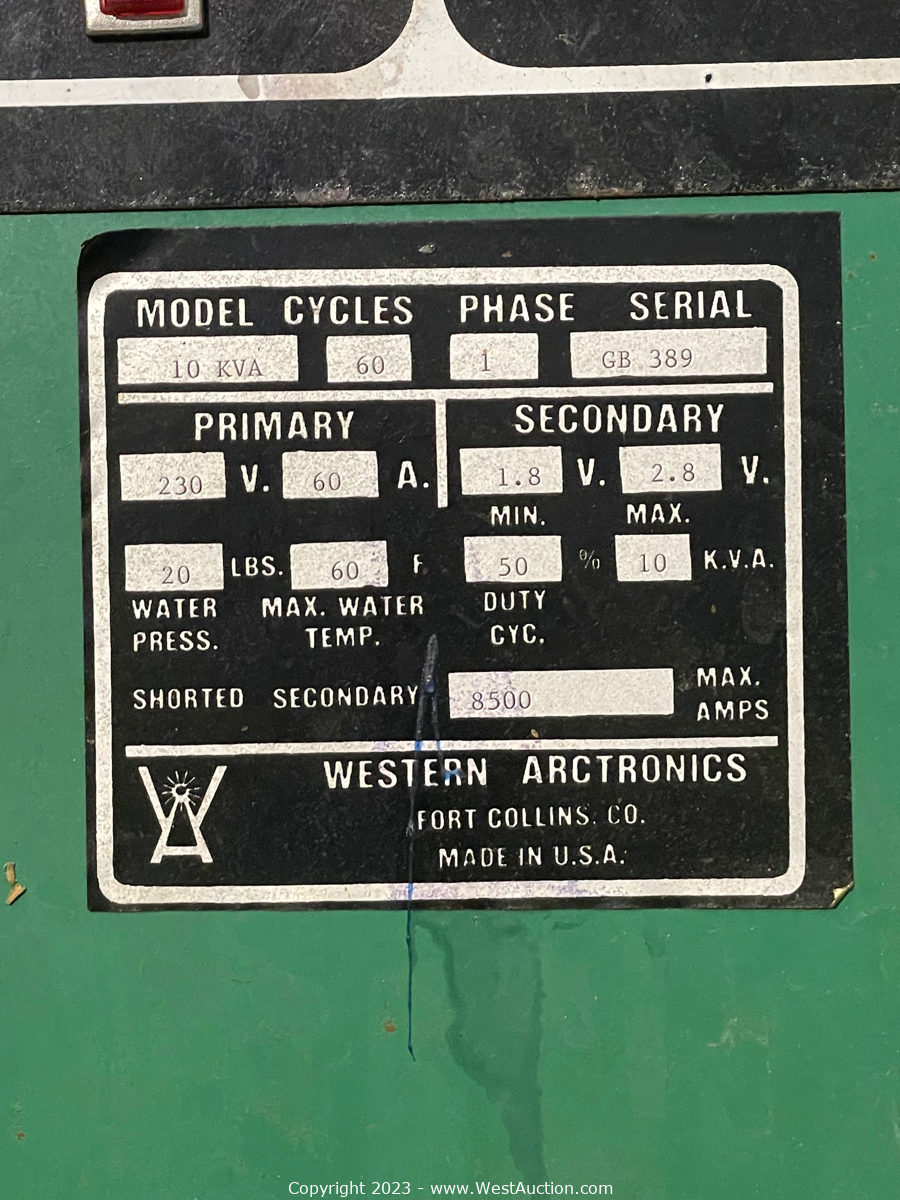 MODEL CYCLES PHASE SERIAL
10 KVA 60 1 GB 389
PRIMARY SECONDARY
230 V. 60 A. 1.8 V. 2.8 V.
MIN. MAX.
20 LBS. 60 F 50 % 10 K.V.A.
WATER PRESS. MAX. WATER TEMP. DUTY CYC.
SHORTED SECONDARY 8500 MAX. AMPS
WESTERN ARCTRONICS
FORT COLLINS, CO.
MADE IN U.S.A.
Copyright 2023 - www.WestAuction.com